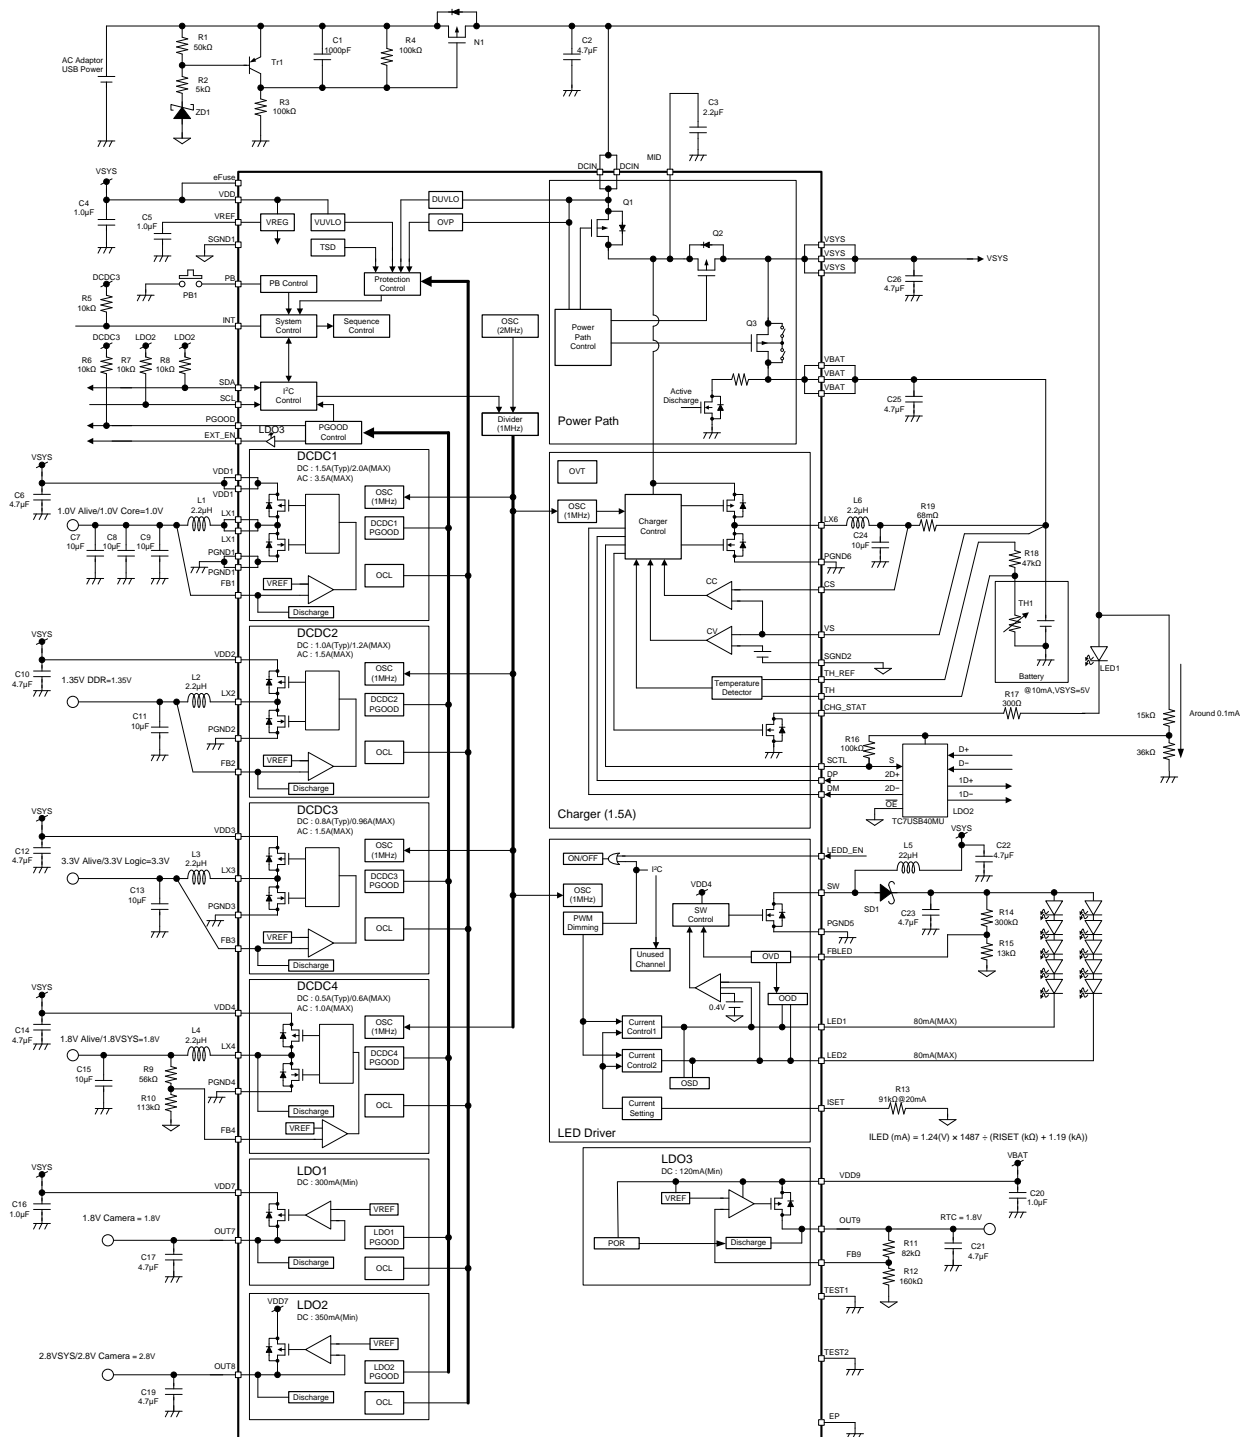 R1
50kΩ
R2
5kΩ
ZD1
AC Adaptor
USB Power
Tr1
R3
100kΩ
C1
1000pF
R4
100kΩ
N1
C2
4.7µF
C3
2.2µF
MID
DCIN
DCIN
VSYS
eFuse
VDD
C4
1.0µF
C5
1.0µF
VREF
SGND1
VREG
VUVLO
TSD
DUVLO
OVP
Q1
Q2
Q3
VSYS
VSYS
VSYS
VSYS
C26
4.7µF
DCDC3
R5
10kΩ
PB1
PB
PB Control
Protection
Control
INT
System
Control
Sequence
Control
OSC
(2MHz)
Power
Path
Control
VBAT
VBAT
VBAT
C25
4.7µF
DCDC3
LDO2
LDO2
R6
10kΩ
R7
10kΩ
R8
10kΩ
SDA
SCL
PGOOD
EXT_EN
I²C
Control
LDO3
PGOOD
Control
Divider
(1MHz)
Active
Discharge
Power Path
VSYS
C6
4.7µF
VDD1
VDD1
1.0V Alive/1.0V Core=1.0V
L1
2.2µH
LX1
LX1
C7
10µF
C8
10µF
C9
10µF
PGND1
PGND1
FB1
DCDC1
DC : 1.5A(Typ)/2.0A(MAX)
AC : 3.5A(MAX)
OSC
(1MHz)
DCDC1
PGOOD
OCL
VREF
Discharge
OVT
OSC
(1MHz)
Charger
Control
LX6
L6
2.2µH
C24
10µF
R19
68mΩ
PGND6
CS
CC
R18
47kΩ
TH1
CV
VS
SGND2
TH_REF
TH
Temperature
Detector
Battery
LED1
@10mA,VSYS=5V
CHG_STAT
R17
300Ω
15kΩ
Around 0.1mA
36kΩ
R16
100kΩ
SCTL
DP
DM
S
2D+
2D−
OE
D+
D−
1D+
1D−
LDO2
TC7USB40MU
Charger (1.5A)
VSYS
C10
4.7µF
VDD2
1.35V DDR=1.35V
L2
2.2µH
LX2
C11
10µF
PGND2
FB2
DCDC2
DC : 1.0A(Typ)/1.2A(MAX)
AC : 1.5A(MAX)
OSC
(1MHz)
DCDC2
PGOOD
OCL
VREF
Discharge
VSYS
C12
4.7µF
VDD3
3.3V Alive/3.3V Logic=3.3V
L3
2.2µH
LX3
C13
10µF
PGND3
FB3
DCDC3
DC : 0.8A(Typ)/0.96A(MAX)
AC : 1.5A(MAX)
OSC
(1MHz)
DCDC3
PGOOD
OCL
VREF
Discharge
ON/OFF
I²C
LEDD_EN
VSYS
L5
22µH
C22
4.7µF
OSC
(1MHz)
PWM
Dimming
VDD4
SW
Control
SW
SD1
C23
4.7µF
R14
300kΩ
R15
13kΩ
PGND5
FBLED
Unused
Channel
OVD
OOD
0.4V
Current
Control1
Current
Control2
OSD
LED1
80mA(MAX)
LED2
80mA(MAX)
Current
Setting
ISET
R13
91kΩ@20mA
LED Driver
ILED (mA) = 1.24(V) × 1487 ÷ (RISET (kΩ) + 1.19 (kA))
VSYS
C14
4.7µF
VDD4
1.8V Alive/1.8VSYS=1.8V
L4
2.2µH
LX4
C15
10µF
R9
56kΩ
R10
113kΩ
PGND4
FB4
DCDC4
DC : 0.5A(Typ)/0.6A(MAX)
AC : 1.0A(MAX)
OSC
(1MHz)
DCDC4
PGOOD
OCL
Discharge
VREF
VSYS
C16
1.0µF
VDD7
1.8V Camera = 1.8V
OUT7
C17
4.7µF
LDO1
DC : 300mA(Min)
VREF
LDO1
PGOOD
Discharge
OCL
LDO3
DC : 120mA(Min)
VREF
POR
Discharge
VDD9
VBAT
C20
1.0µF
OUT9
RTC = 1.8V
R11
82kΩ
C21
4.7µF
FB9
R12
160kΩ
TEST1
LDO2
VDD7
DC : 350mA(Min)
VREF
2.8VSYS/2.8V Camera = 2.8V
OUT8
C19
4.7µF
LDO2
PGOOD
Discharge
OCL
TEST2
EP